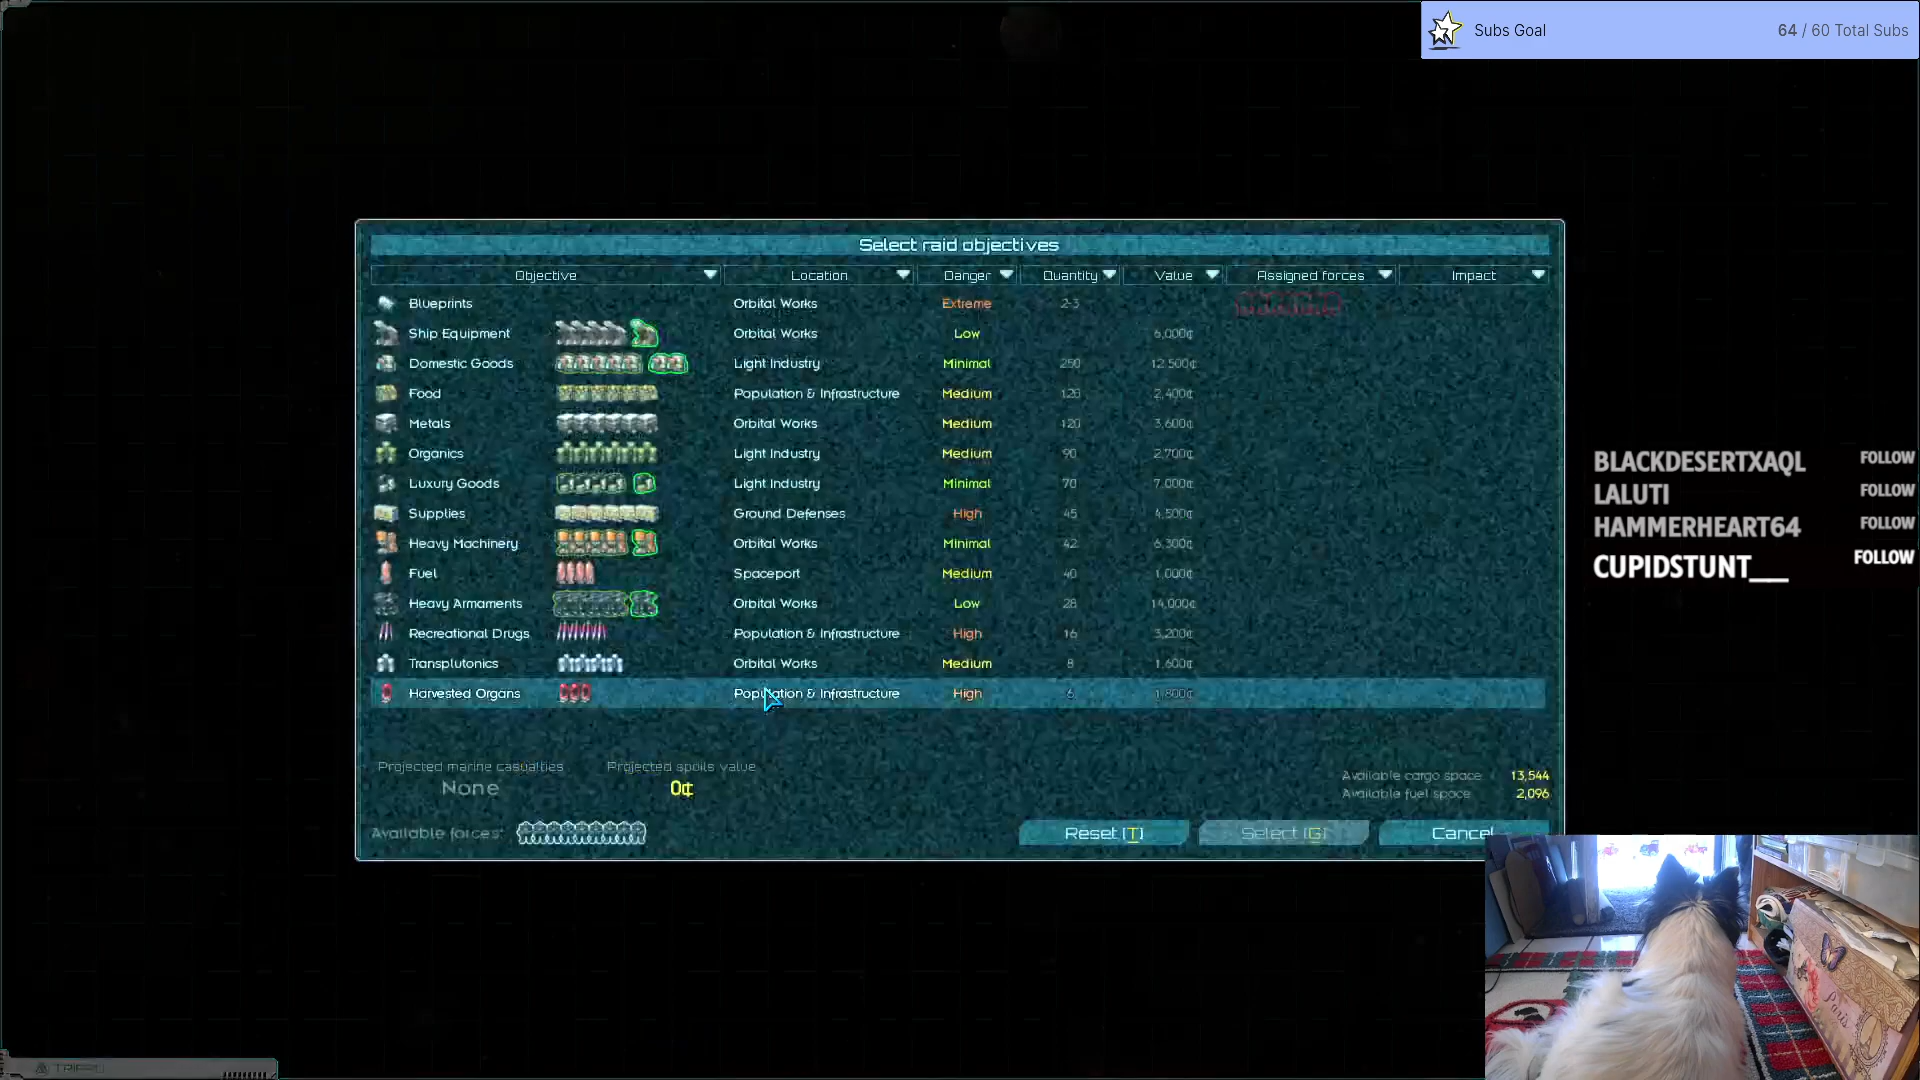 Subs Goal 64 / 60 Total Subs
Select raid objectives
Objective Location Danger Quantity Value Assigned forces Impact
Blueprints Orbital Works Extreme 2-3
Ship Equipment Orbital Works Low 6,000¢
Domestic Goods Light Industry Minimal 250 12,500¢
Food Population & Infrastructure Medium 120 2,400¢
Metals Orbital Works Medium 120 3,600¢
Organics Light Industry Medium 90 2,700¢
Luxury Goods Light Industry Minimal 70 7,000¢
Supplies Ground Defenses High 45 4,500¢
Heavy Machinery Orbital Works Minimal 42 6,300¢
Fuel Spaceport Medium 40 1,000¢
Heavy Armaments Orbital Works Low 28 14,000¢
Recreational Drugs Population & Infrastructure High 16 3,200¢
Transplutonics Orbital Works Medium 8 1,600¢
Harvested Organs Population & Infrastructure High 6 1,800¢
Projected marine casualties Projected spoils value
None 0¢
Available cargo space 13,544
Available fuel space 2,096
Available forces:
Reset [T] Select [G] Cancel
BLACKDESERTXAQL FOLLOW
LALUTI FOLLOW
HAMMERHEART64 FOLLOW
CUPIDSTUNT__ FOLLOW
Paris